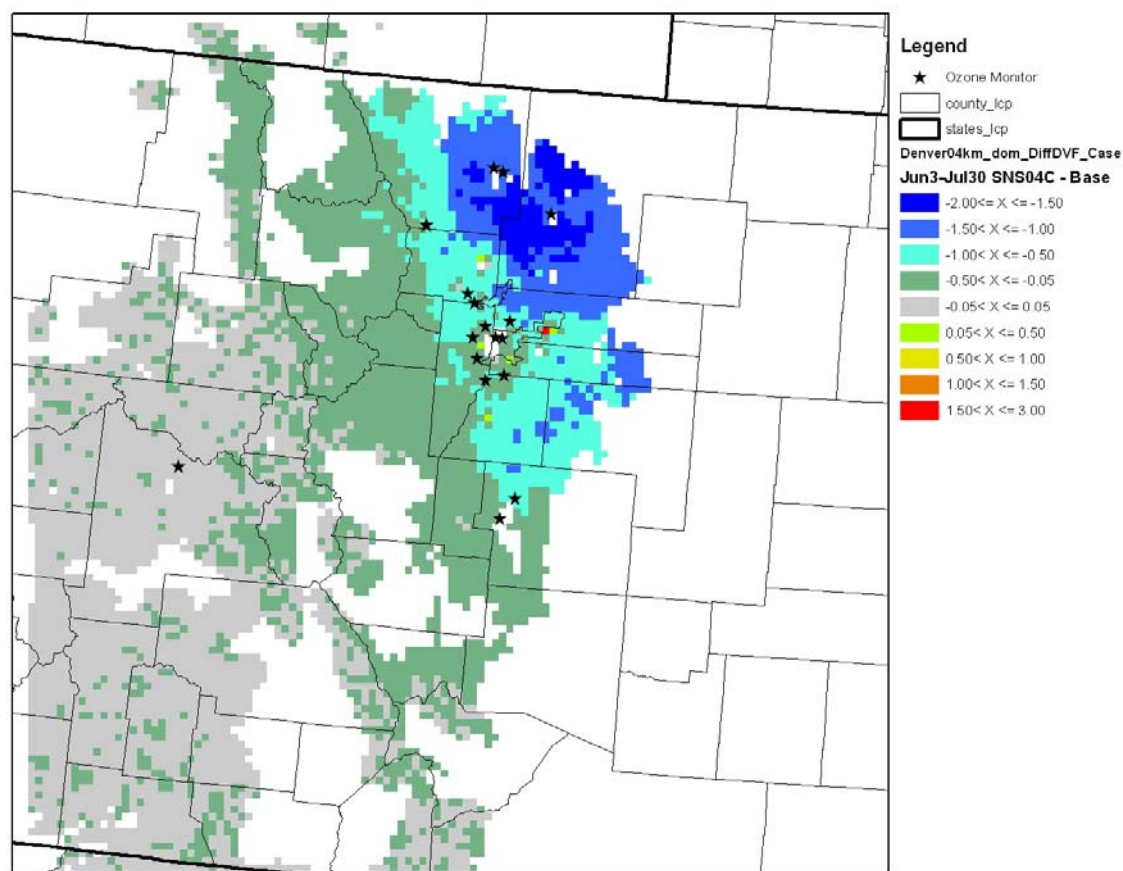 Legend
Ozone Monitor
county_lcp
states_lcp
Denver04km_dom_DiffDVF_Case
Jun3-Jul30 SNS04C - Base
-2.00<= X <= -1.50
-1.50< X <= -1.00
-1.00< X <= -0.50
-0.50< X <= -0.05
-0.05< X <= 0.05
0.05< X <= 0.50
0.50< X <= 1.00
1.00< X <= 1.50
1.50< X <= 3.00